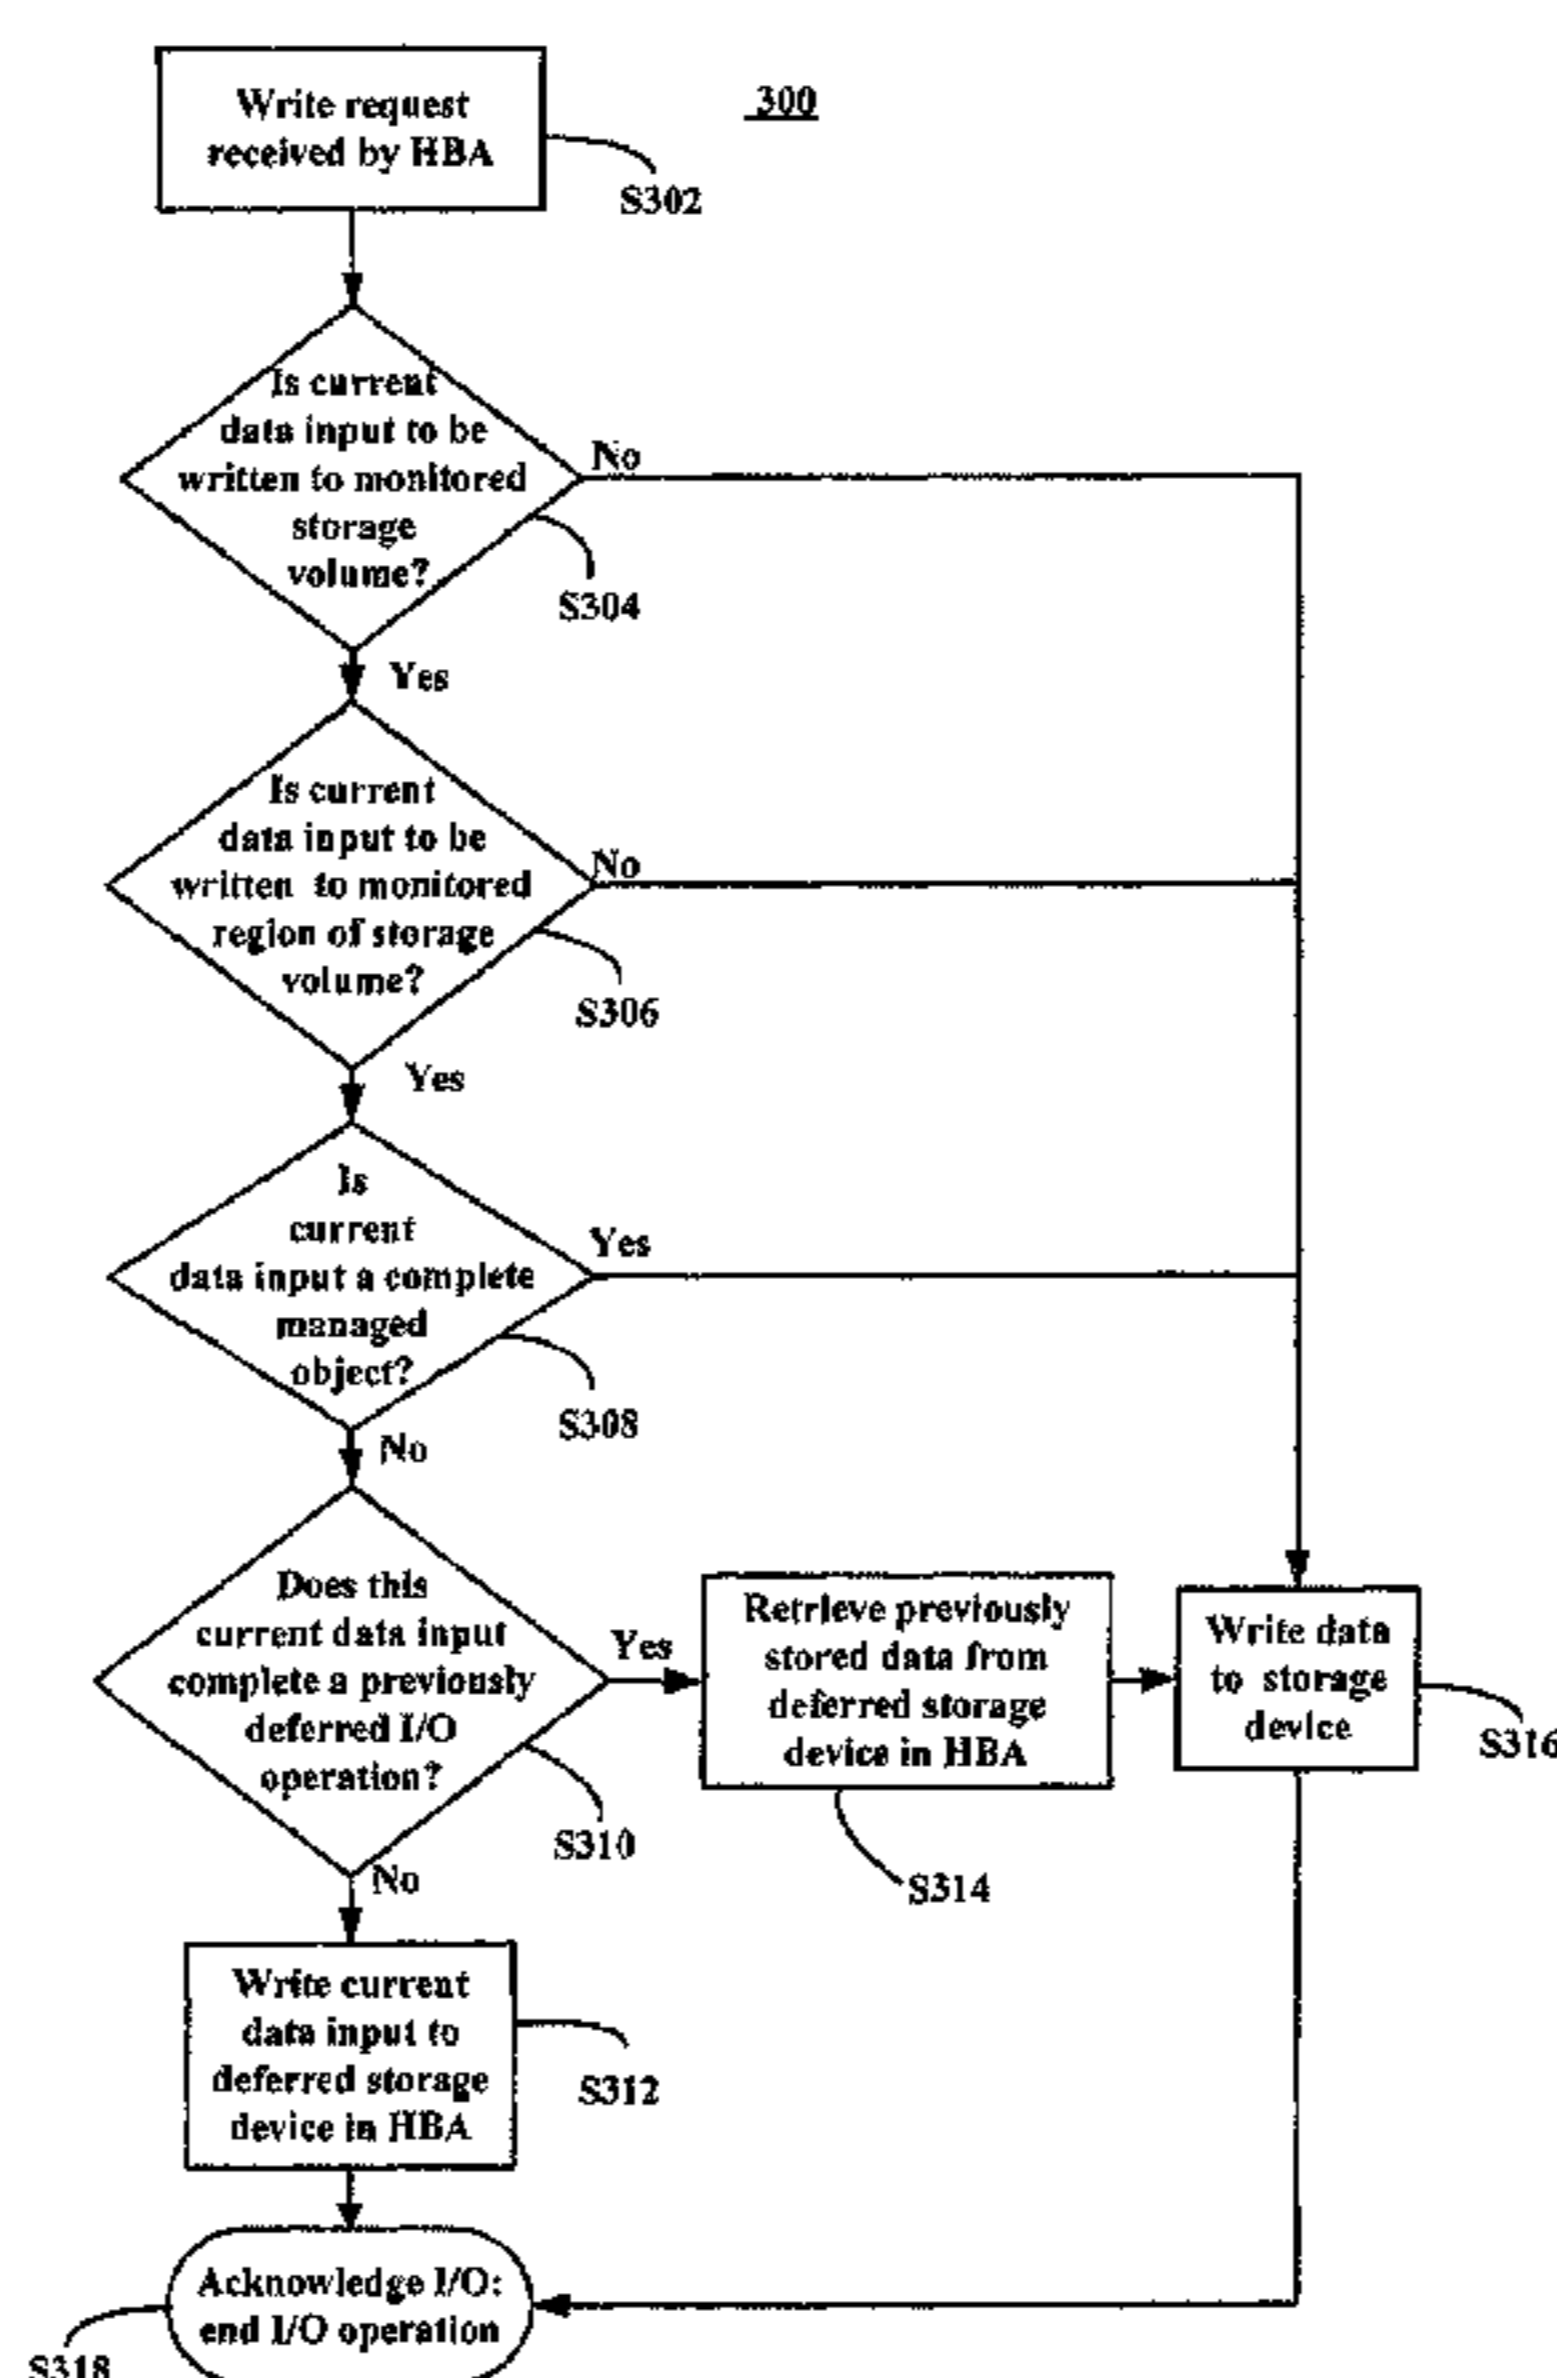 Write request
received by HBA
300
S302
Is current
data input to be
written to monitored
storage
volume?
No
S304
Yes
Is current
data input to be
written to monitored
region of storage
volume?
No
S306
Yes
Is
current
data input a complete
managed
object?
Yes
S308
No
Does this
current data input
complete a previously
deferred I/O
operation?
Yes
S310
No
Retrieve previously
stored data from
deferred storage
device in HBA
S314
Write data
to storage
device
S316
Write current
data input to
deferred storage
device in HBA
S312
Acknowledge I/O:
end I/O operation
S318